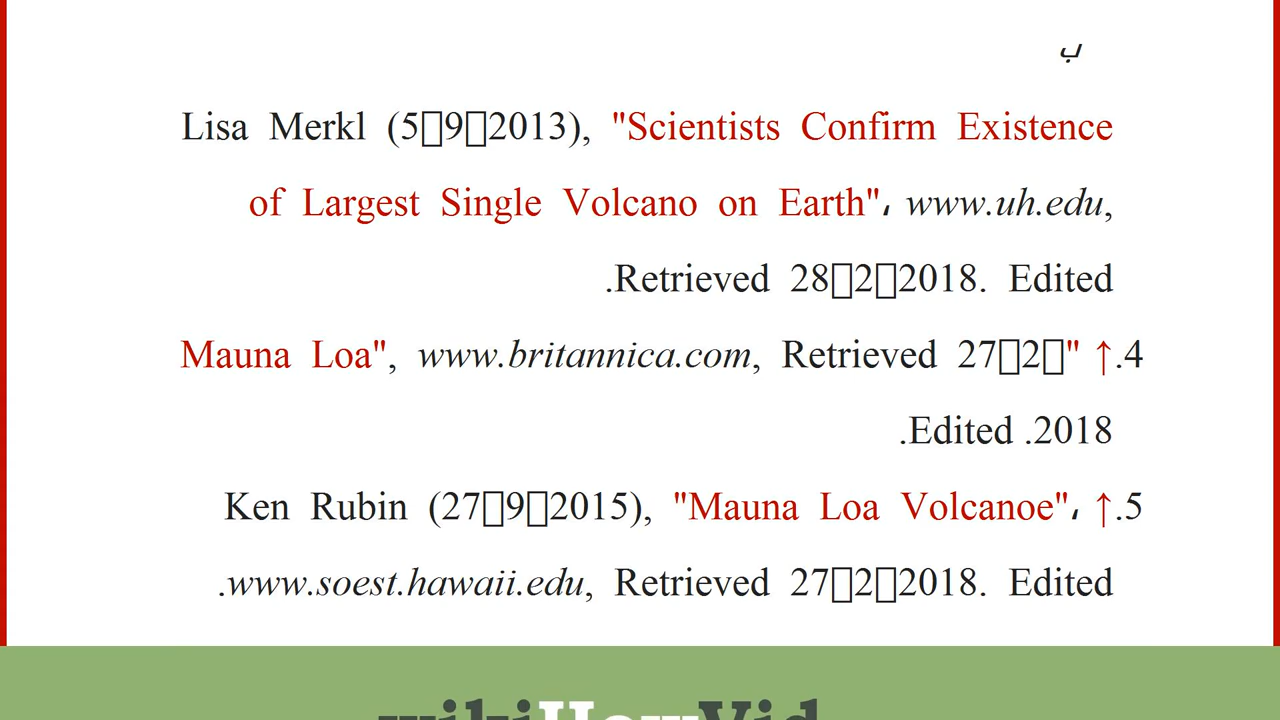 ب
Lisa Merkl (5▯9▯2013), "Scientists Confirm Existence
of Largest Single Volcano on Earth"، www.uh.edu,
.Retrieved 28▯2▯2018. Edited
Mauna Loa", www.britannica.com, Retrieved 27▯2▯" ↑.4
.Edited .2018
Ken Rubin (27▯9▯2015), "Mauna Loa Volcanoe"، ↑.5
.www.soest.hawaii.edu, Retrieved 27▯2▯2018. Edited
wikiHowVid